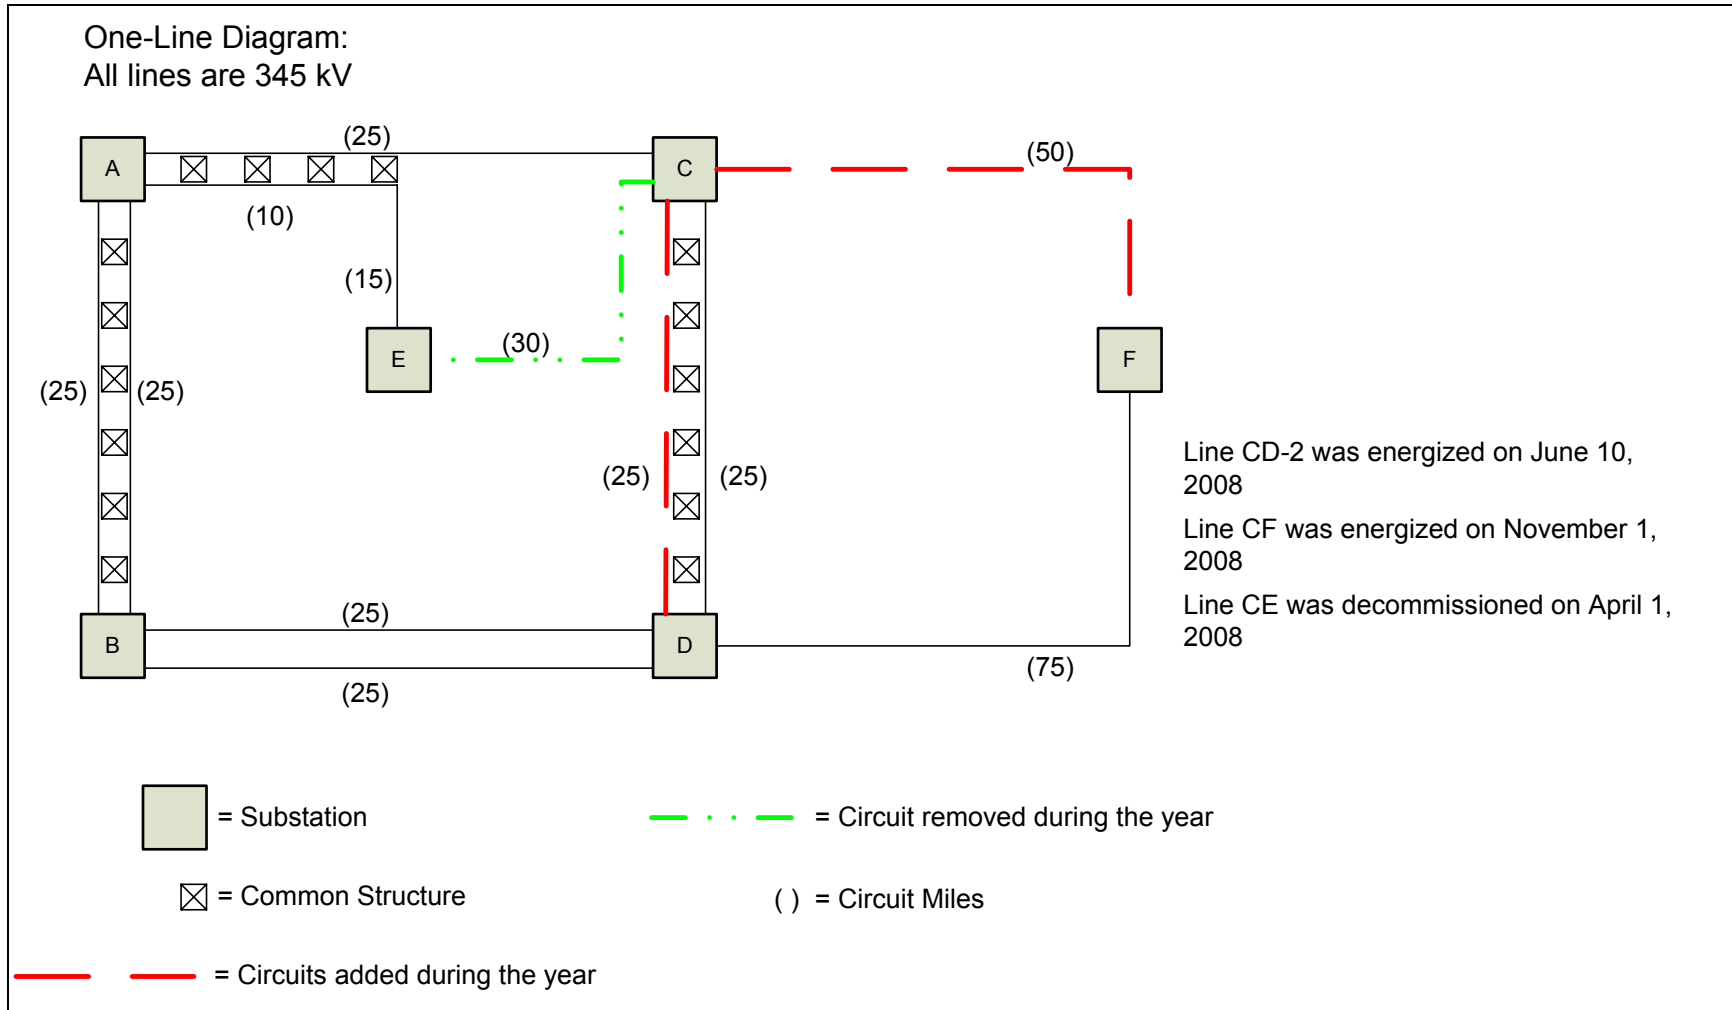 One-Line Diagram:
All lines are 345 kV
(25)
(50)
A
C
(10)
(15)
(30)
E
F
(25)
(25)
(25)
(25)
Line CD-2 was energized on June 10,
2008
Line CF was energized on November 1,
2008
Line CE was decommissioned on April 1,
2008
(25)
B
D
(75)
(25)
= Substation
= Circuit removed during the year
= Common Structure
( ) = Circuit Miles
= Circuits added during the year